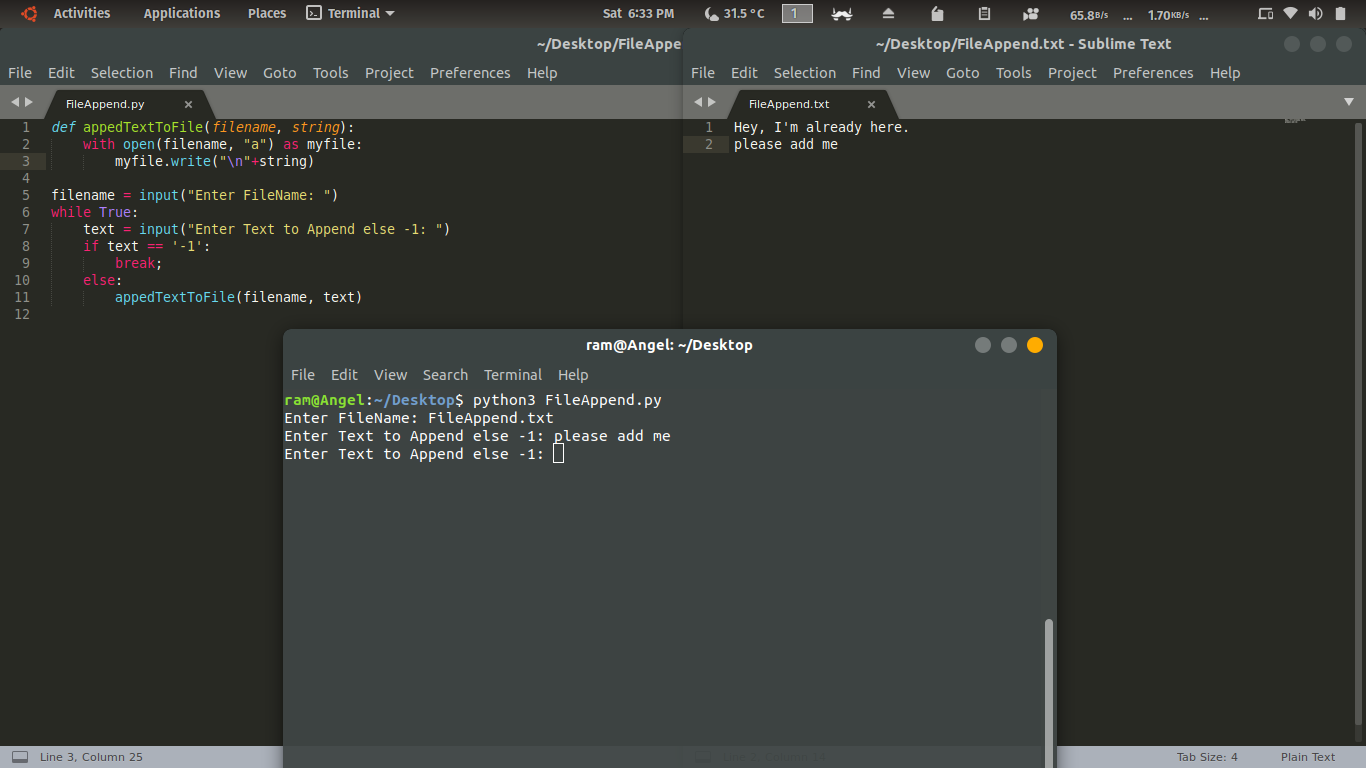 Activities Applications Places Terminal Sat 6:33 PM 31.5 °C 1 65.8B/s ... 1.70KB/s ...
~/Desktop/FileAppe
File Edit Selection Find View Goto Tools Project Preferences Help
FileAppend.py ×
1 def appedTextToFile(filename, string):
2 with open(filename, "a") as myfile:
3 myfile.write("\n"+string)
4
5 filename = input("Enter FileName: ")
6 while True:
7 text = input("Enter Text to Append else -1: ")
8 if text == '-1':
9 break;
10 else:
11 appedTextToFile(filename, text)
12
~/Desktop/FileAppend.txt - Sublime Text
File Edit Selection Find View Goto Tools Project Preferences Help
FileAppend.txt ×
1 Hey, I'm already here.
2 please add me
ram@Angel: ~/Desktop
File Edit View Search Terminal Help
ram@Angel:~/Desktop$ python3 FileAppend.py
Enter FileName: FileAppend.txt
Enter Text to Append else -1: please add me
Enter Text to Append else -1:
Line 3, Column 25
Tab Size: 4 Plain Text